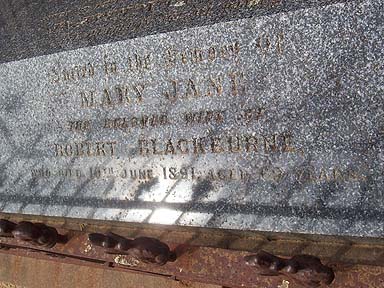 Sacred to the Memory of
MARY JANE
THE BELOVED WIFE OF
ROBERT BLACKBURNE.
WHO DIED 10TH JUNE 1891. AGED YEARS.